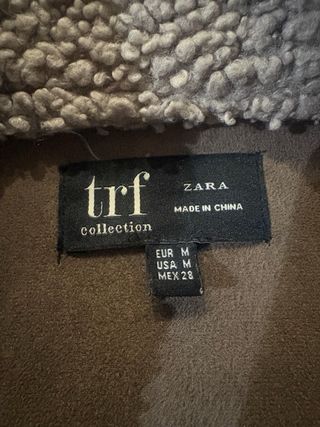 trf
collection
ZARA
MADE IN CHINA
EUR M
USA M
MEX 28